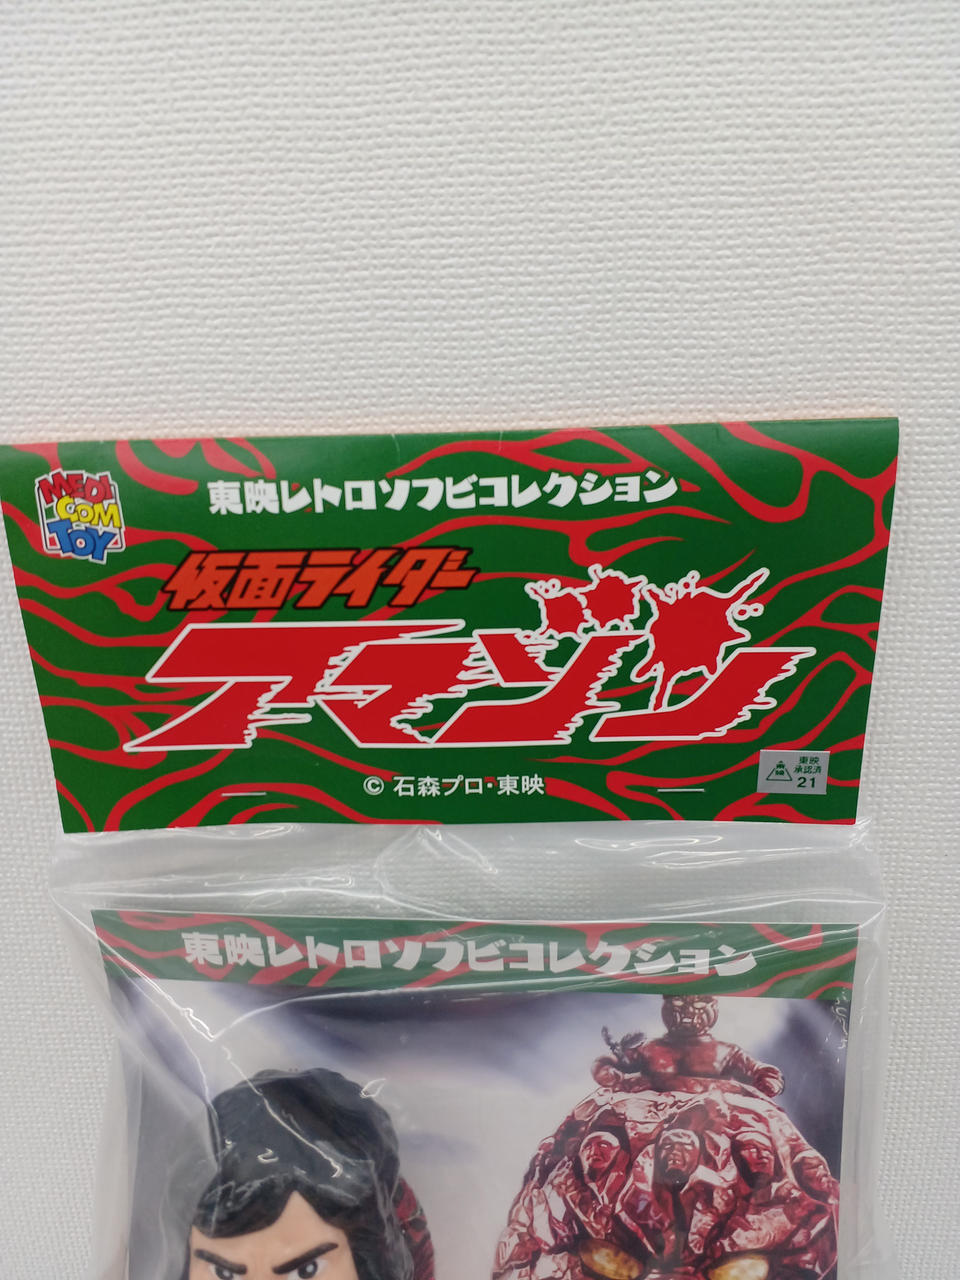 MEDI
COM
TOY
東映レトロソフビコレクション
仮面ライダー
アマゾン
© 石森プロ・東映
東映
東映
承認済
21
東映レトロソフビコレクション